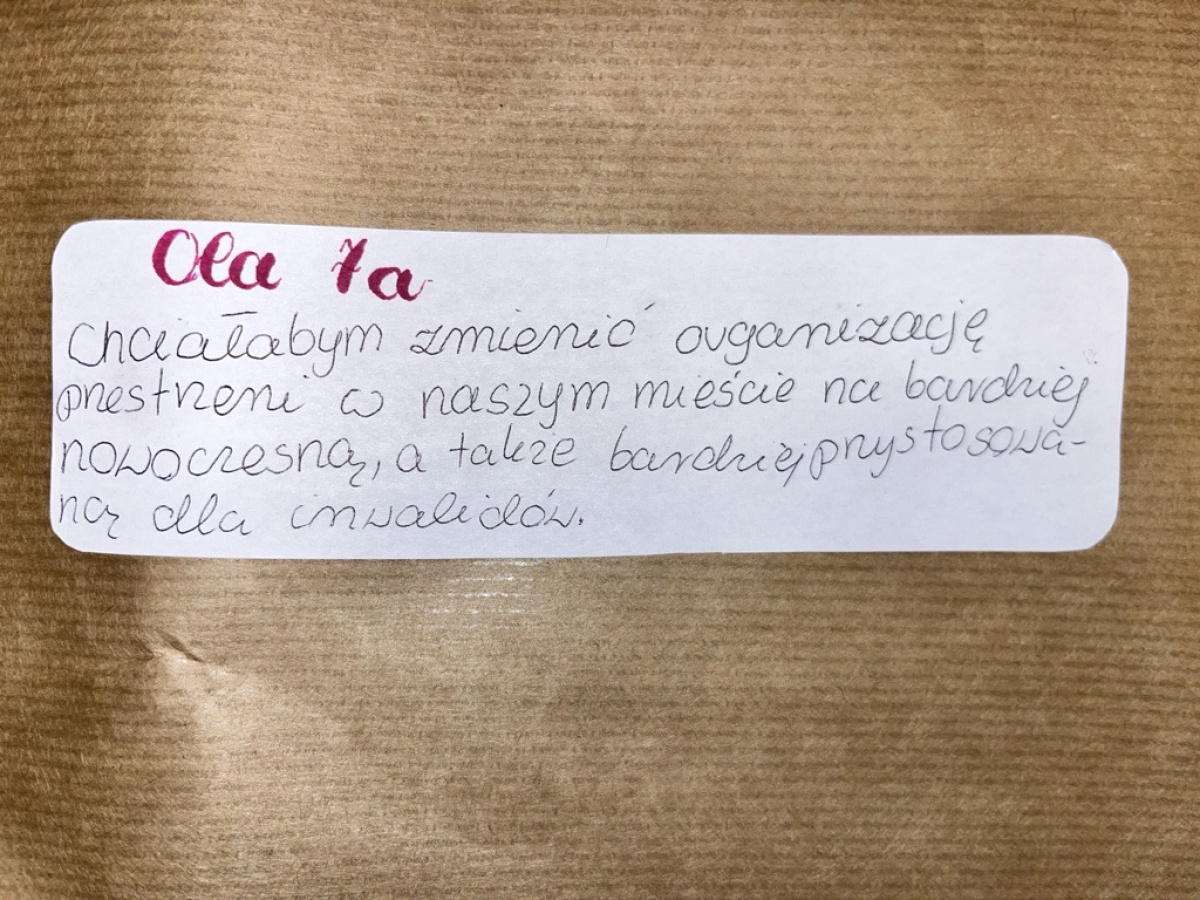 Ola 7a
Chciałabym zmienić organizację
przestrzeni w naszym mieście na bardziej
nowoczesną, a także bardziej przystosowa-
ną dla inwalidów.